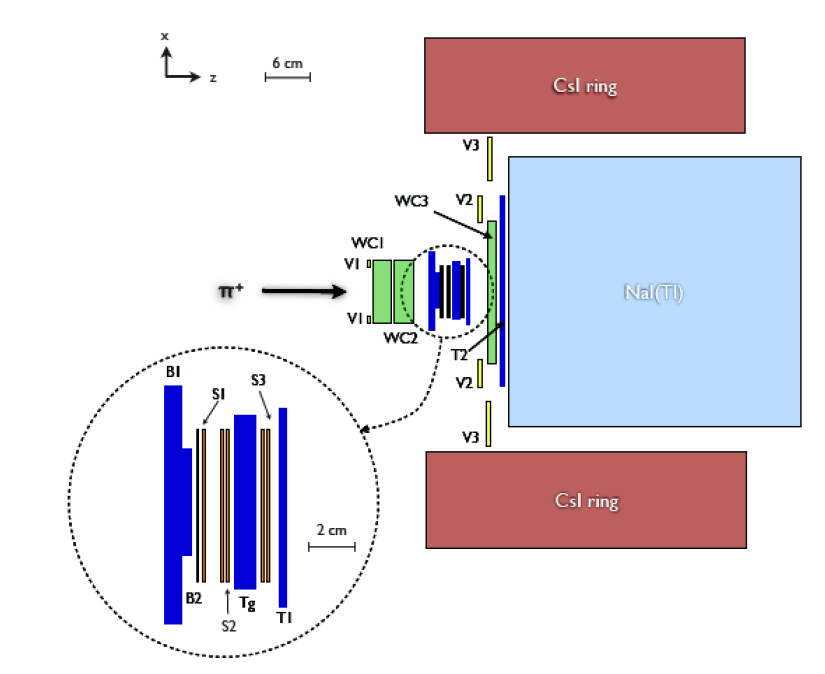 x
z
6 cm
CsI ring
V3
V2
WC3
WC1
V1
π+
NaI(Tl)
V1
WC2
T2
V2
B1
S1
S3
V3
CsI ring
2 cm
B2
Tg
T1
S2